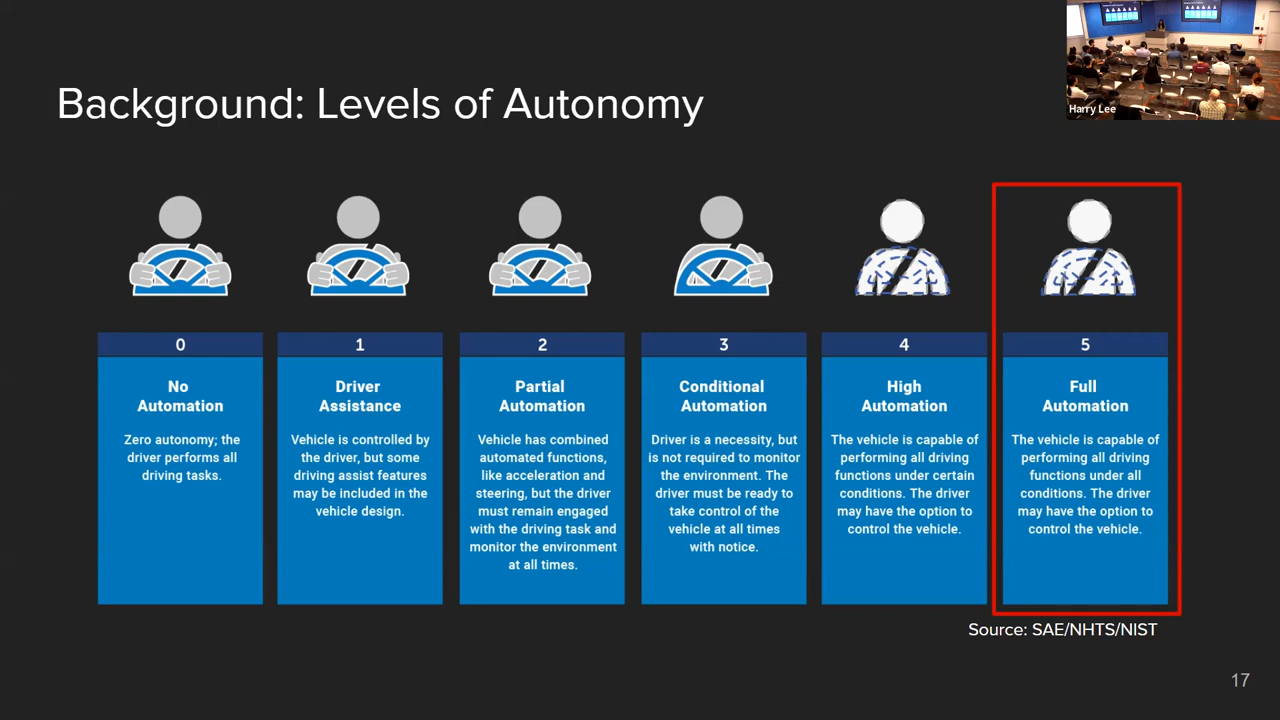 Harry Lee
Background: Levels of Autonomy
0
No
Automation
Zero autonomy; the
driver performs all
driving tasks.
1
Driver
Assistance
Vehicle is controlled by
the driver, but some
driving assist features
may be included in the
vehicle design.
2
Partial
Automation
Vehicle has combined
automated functions,
like acceleration and
steering, but the driver
must remain engaged
with the driving task and
monitor the environment
at all times.
3
Conditional
Automation
Driver is a necessity, but
is not required to monitor
the environment. The
driver must be ready to
take control of the
vehicle at all times
with notice.
4
High
Automation
The vehicle is capable of
performing all driving
functions under certain
conditions. The driver
may have the option to
control the vehicle.
5
Full
Automation
The vehicle is capable of
performing all driving
functions under all
conditions. The driver
may have the option to
control the vehicle.
Source: SAE/NHTS/NIST
17